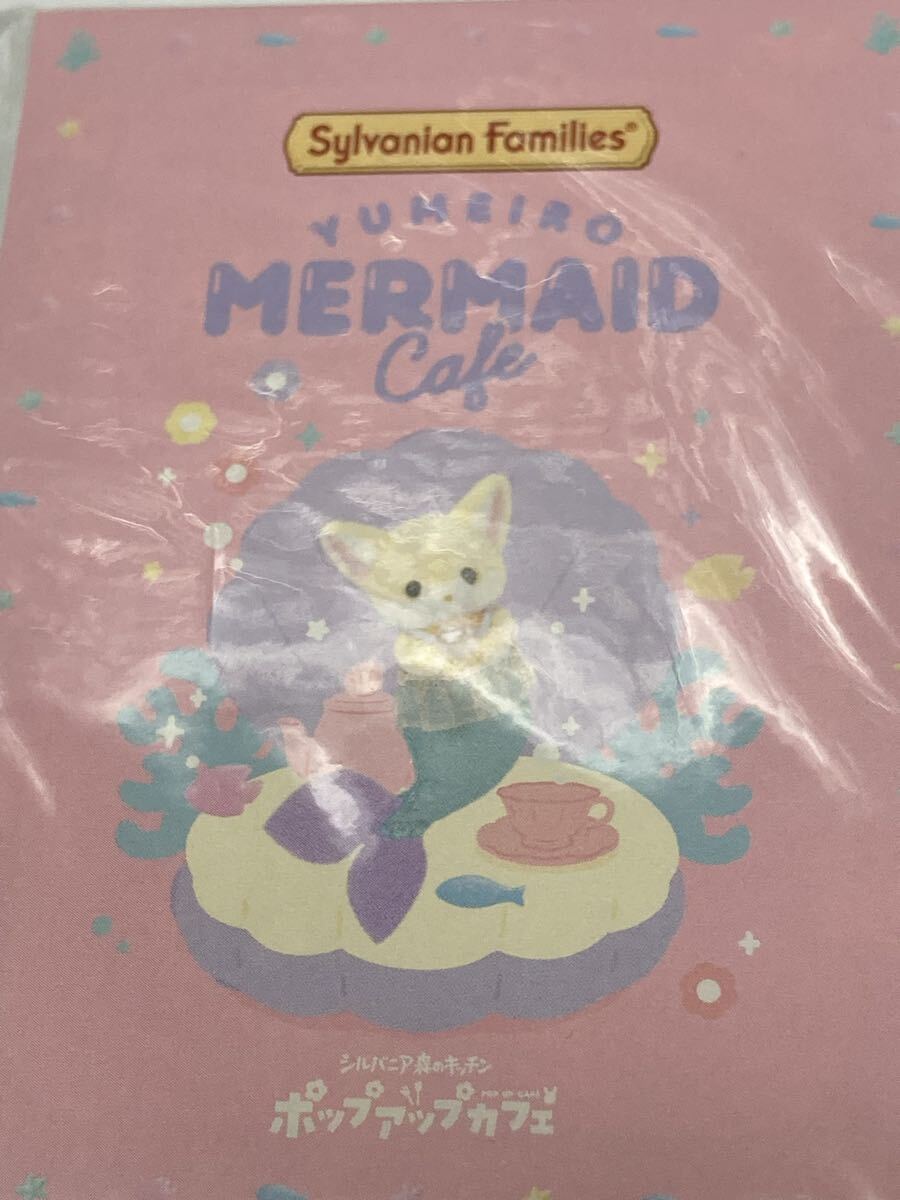 Sylvanian Families®
YUMEIRO
MERMAID
Cafe
シルバニア森のキッチン
POP UP CAFE
ポップアップカフェ